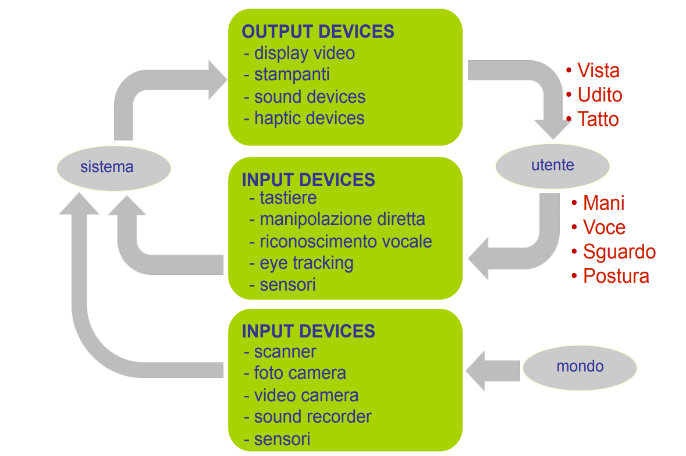 OUTPUT DEVICES
- display video
- stampanti
- sound devices
- haptic devices
• Vista
• Udito
• Tatto
sistema
utente
INPUT DEVICES
- tastiere
- manipolazione diretta
- riconoscimento vocale
- eye tracking
- sensori
• Mani
• Voce
• Sguardo
• Postura
INPUT DEVICES
- scanner
- foto camera
- video camera
- sound recorder
- sensori
mondo